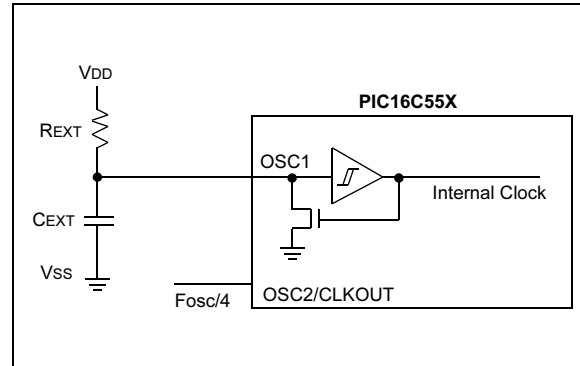 VDD
PIC16C55X
REXT
OSC1
Internal Clock
CEXT
VSS
Fosc/4
OSC2/CLKOUT